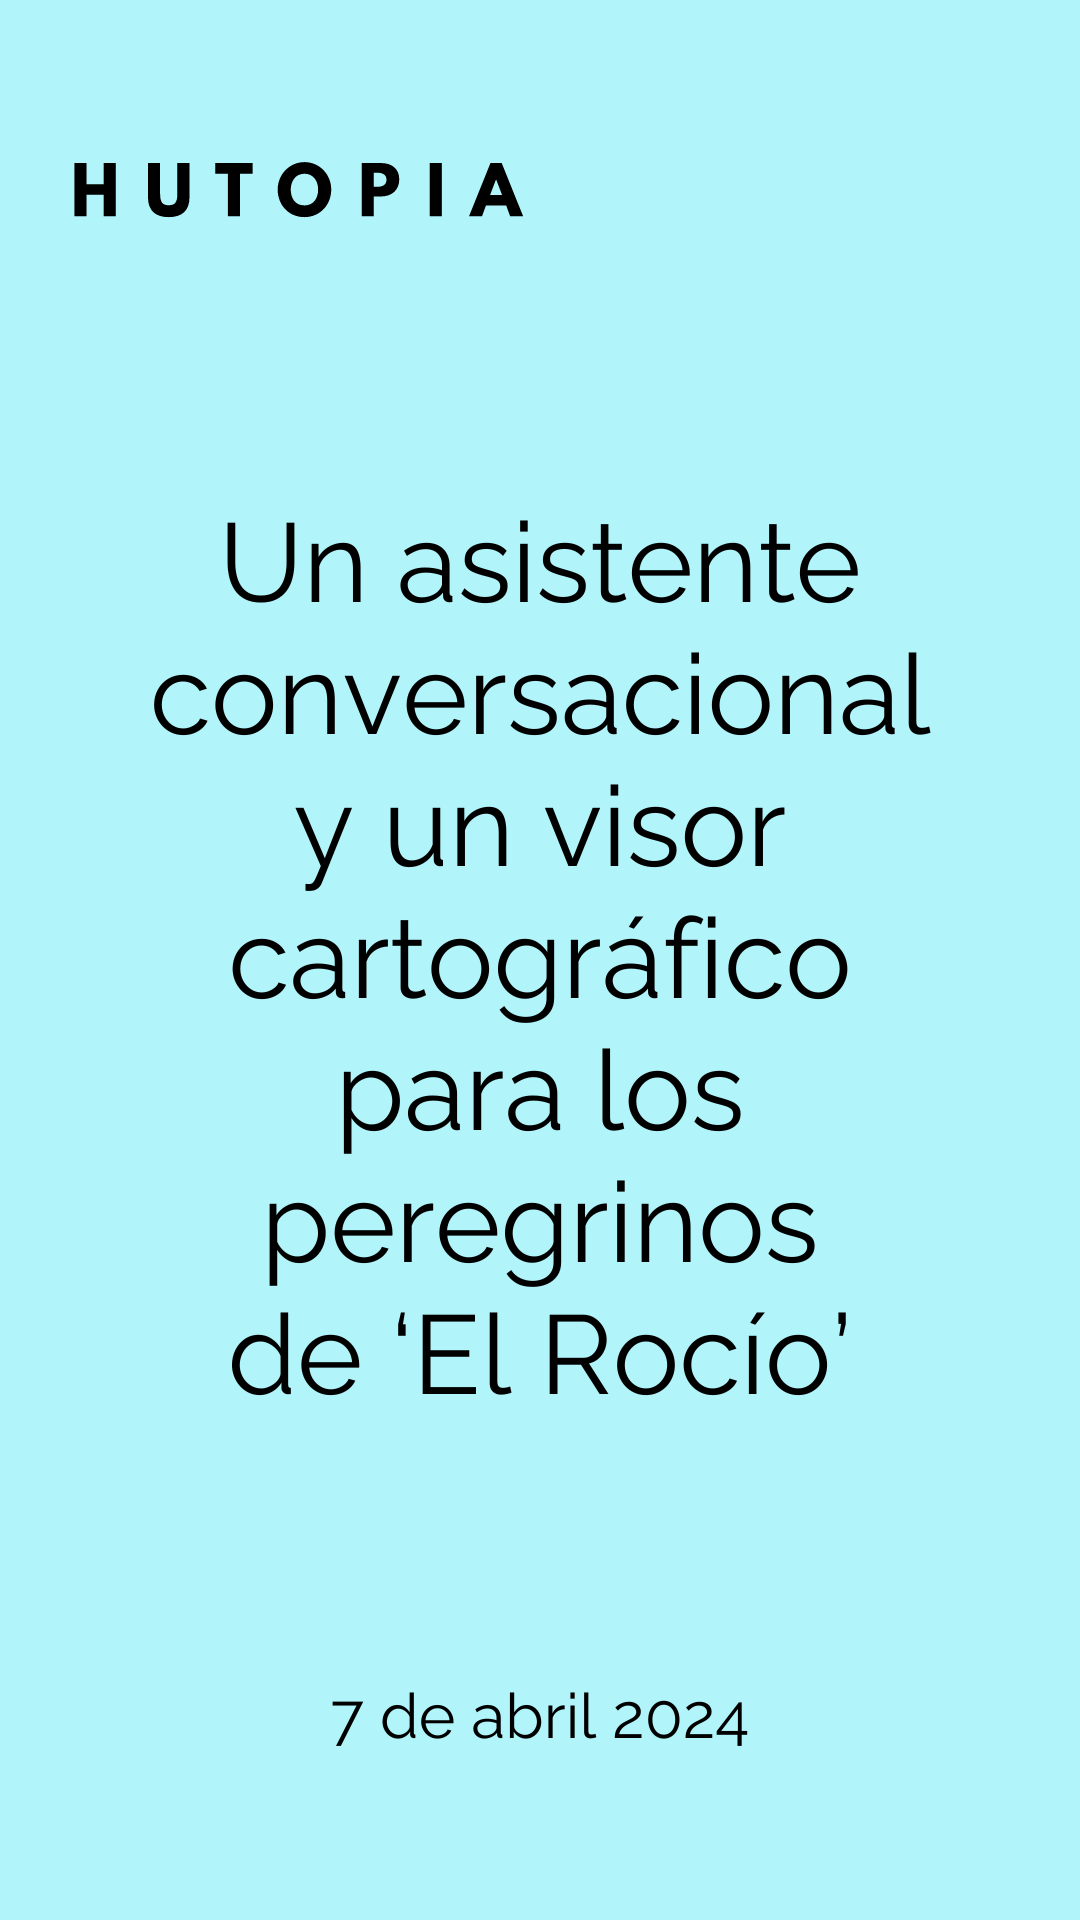 HUTOPIA
Un asistente
conversacional
y un visor
cartográfico
para los
peregrinos
de ‘El Rocío’
7 de abril 2024